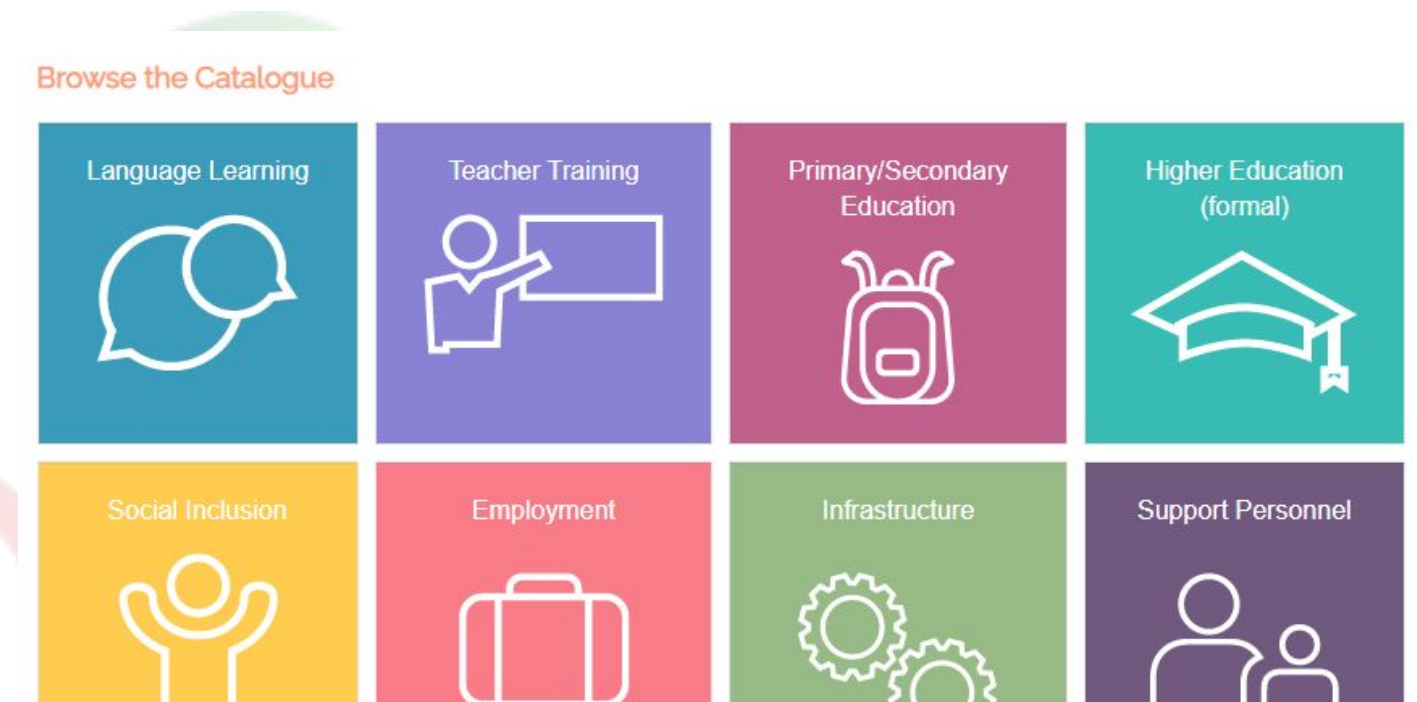 Browse the Catalogue
Language Learning
Teacher Training
Primary/Secondary
Education
Higher Education
(formal)
Social Inclusion
Employment
Infrastructure
Support Personnel